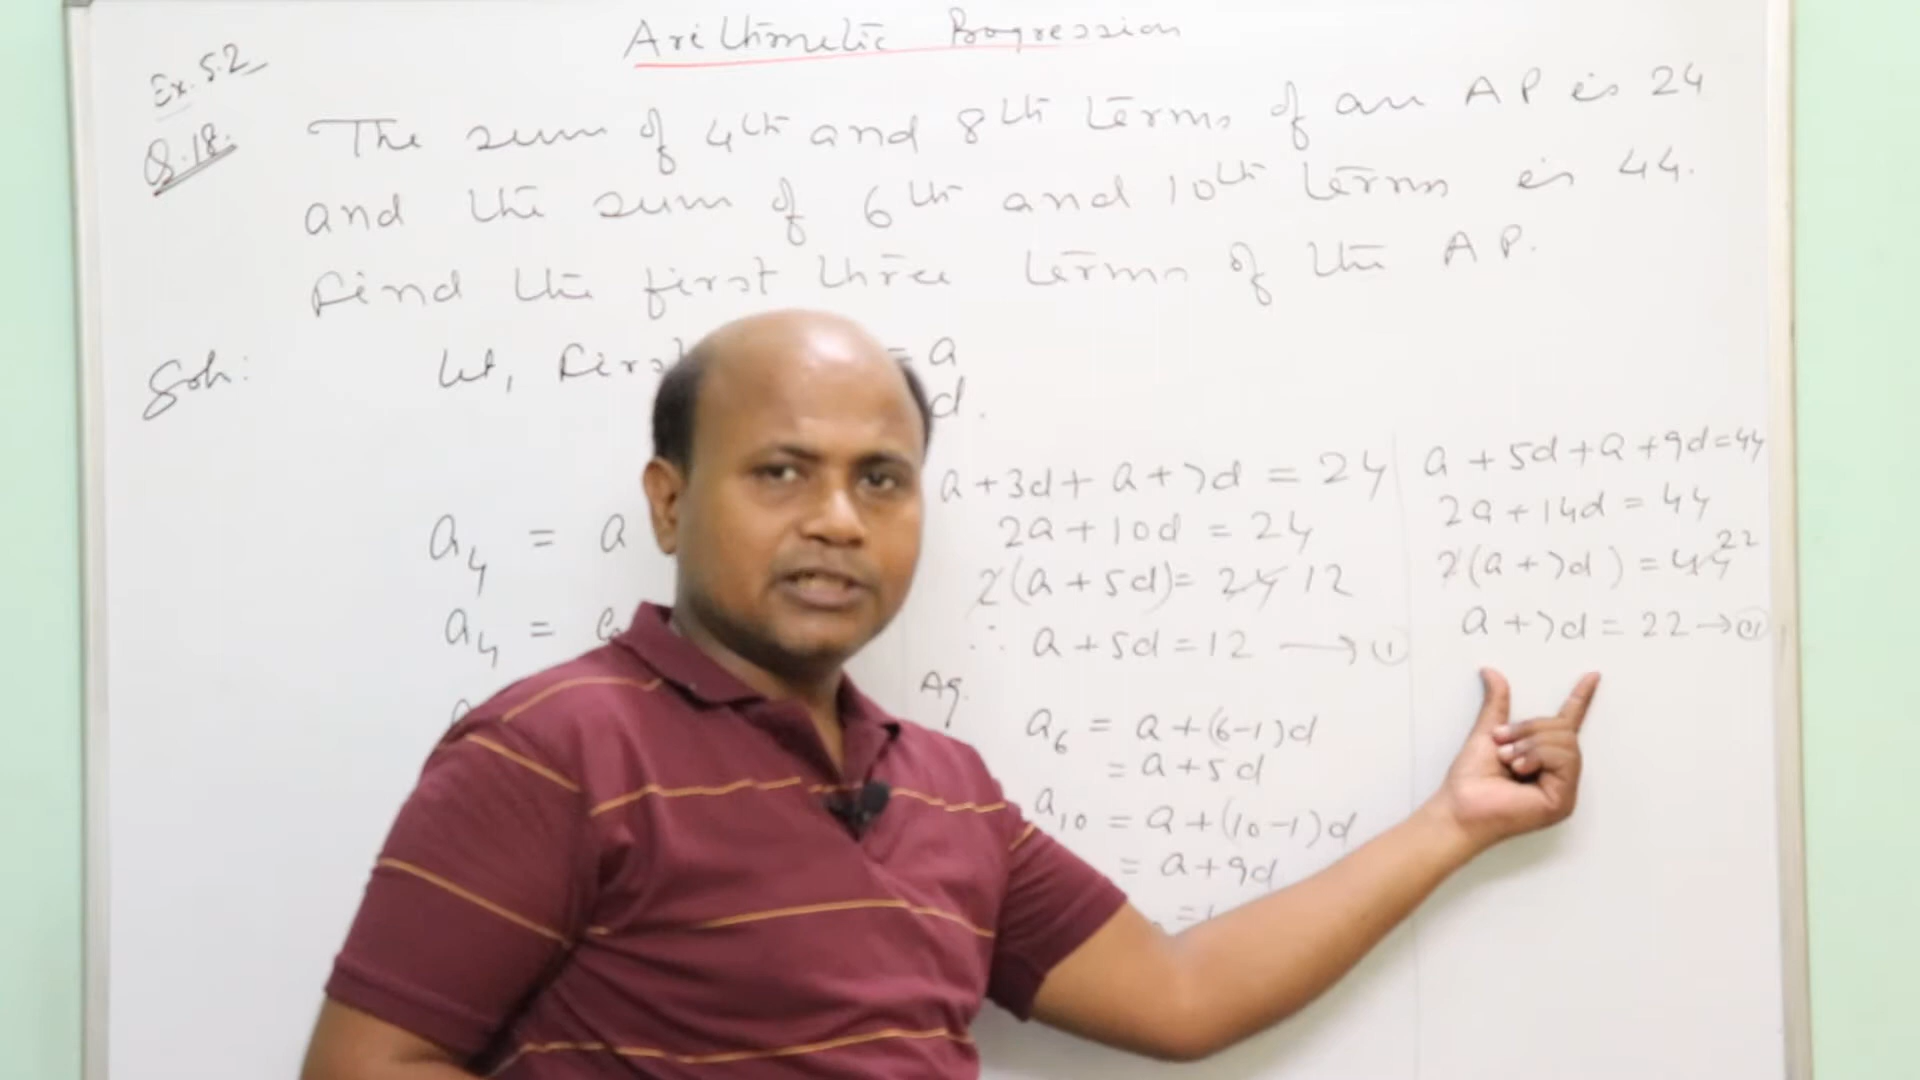 Arithmetic Progression
Ex. 5.2
Q.18. The sum of 4th and 8th terms of an AP is 24
and the sum of 6th and 10th terms is 44.
Find the first three terms of the AP.
Soln: let, First = a
d.
a4 = a
a4 =
a + 3d + a + 7d = 24
2a + 10d = 24
2(a + 5d) = 24 12
∴ a + 5d = 12 → (1)
Ag.
a6 = a + (6-1)d
= a + 5d
a10 = a + (10-1)d
= a + 9d
a + 5d + a + 9d = 44
2a + 14d = 44
2(a + 7d) = 44 22
a + 7d = 22 → (11)